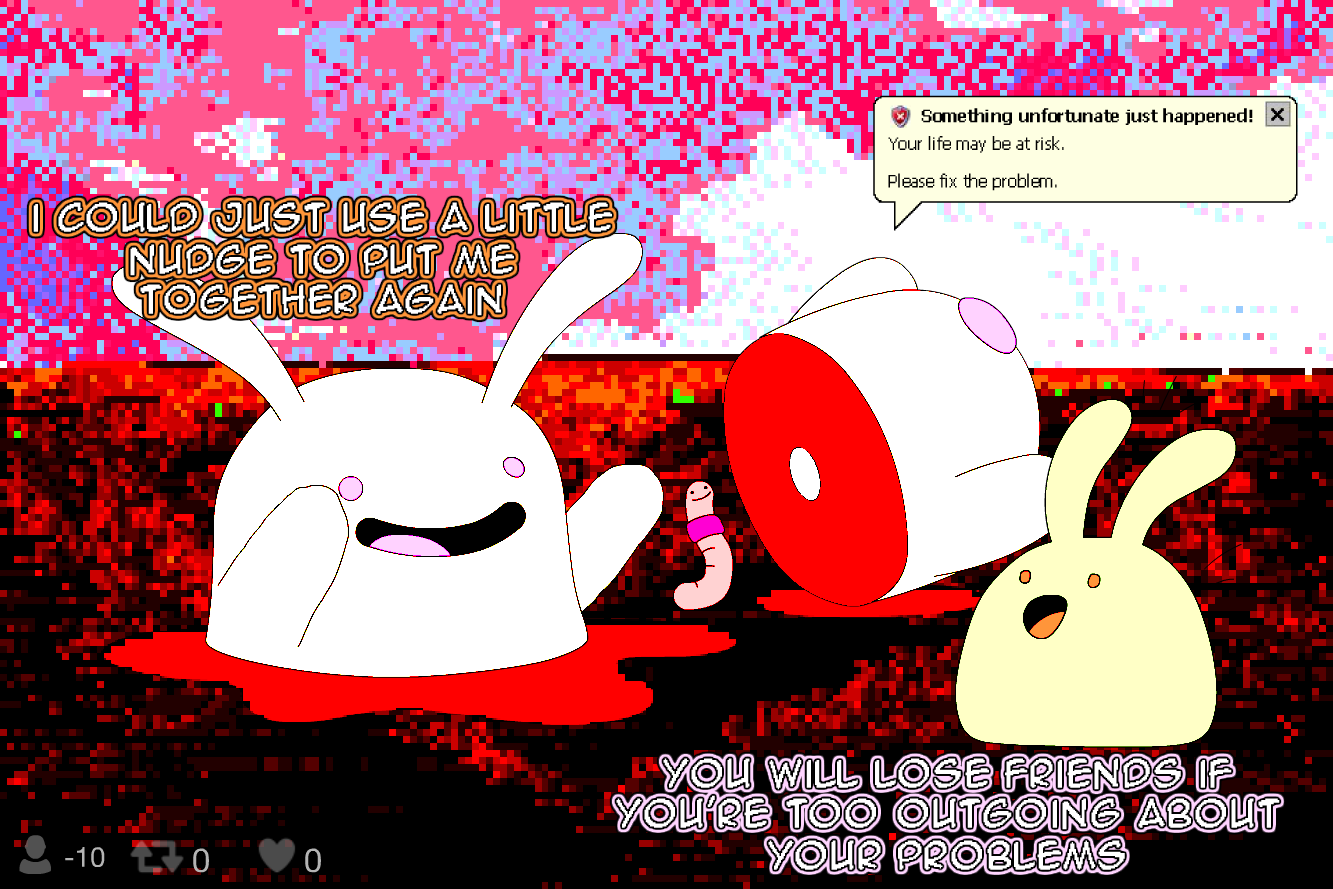 Something unfortunate just happened!
Your life may be at risk.
Please fix the problem.
I COULD JUST USE A LITTLE
NUDGE TO PUT ME
TOGETHER AGAIN
YOU WILL LOSE FRIENDS IF
YOU'RE TOO OUTGOING ABOUT
YOUR PROBLEMS
-10 0 0